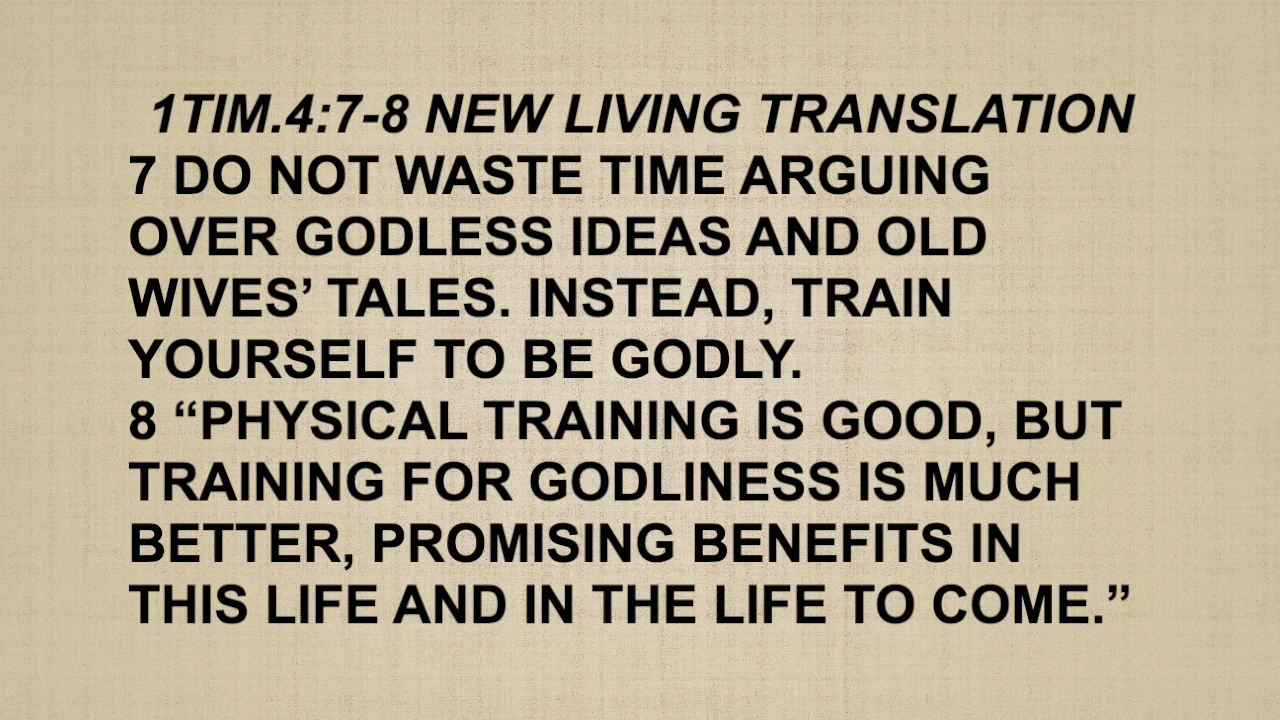 1TIM.4:7-8 NEW LIVING TRANSLATION
7 DO NOT WASTE TIME ARGUING
OVER GODLESS IDEAS AND OLD
WIVES’ TALES. INSTEAD, TRAIN
YOURSELF TO BE GODLY.
8 “PHYSICAL TRAINING IS GOOD, BUT
TRAINING FOR GODLINESS IS MUCH
BETTER, PROMISING BENEFITS IN
THIS LIFE AND IN THE LIFE TO COME.”